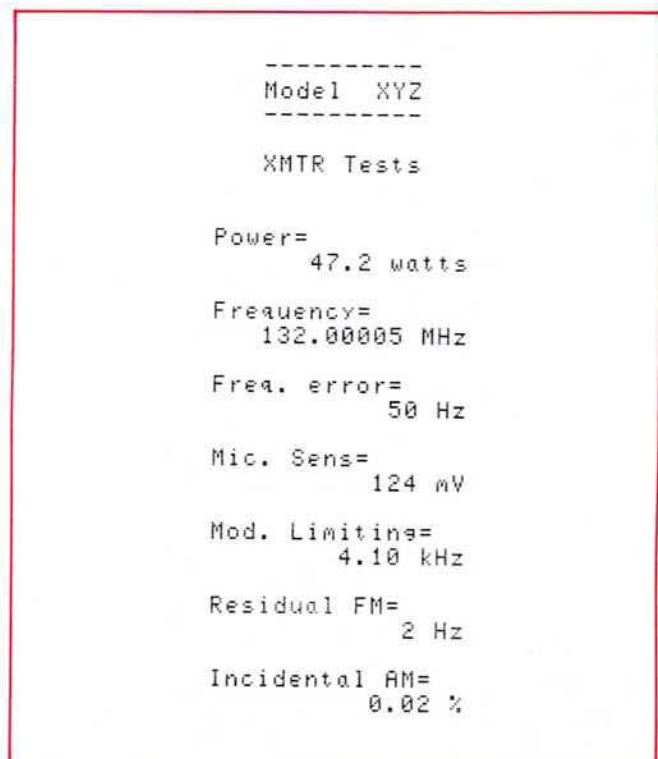 ----------
Model  XYZ
----------
XMTR Tests
Power=
47.2 watts
Frequency=
132.00005 MHz
Freq. error=
50 Hz
Mic. Sens=
124 mV
Mod. Limiting=
4.10 kHz
Residual FM=
2 Hz
Incidental AM=
0.02 %